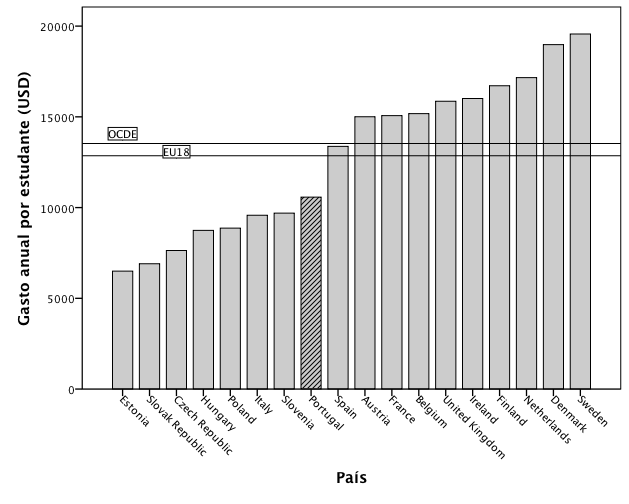 Gasto anual por estudante (USD)
20000
15000
10000
5000
0
OCDE
EU18
Estonia
Slovak Republic
Czech Republic
Hungary
Poland
Italy
Slovenia
Portugal
Spain
Austria
France
Belgium
United Kingdom
Ireland
Finland
Netherlands
Denmark
Sweden
País